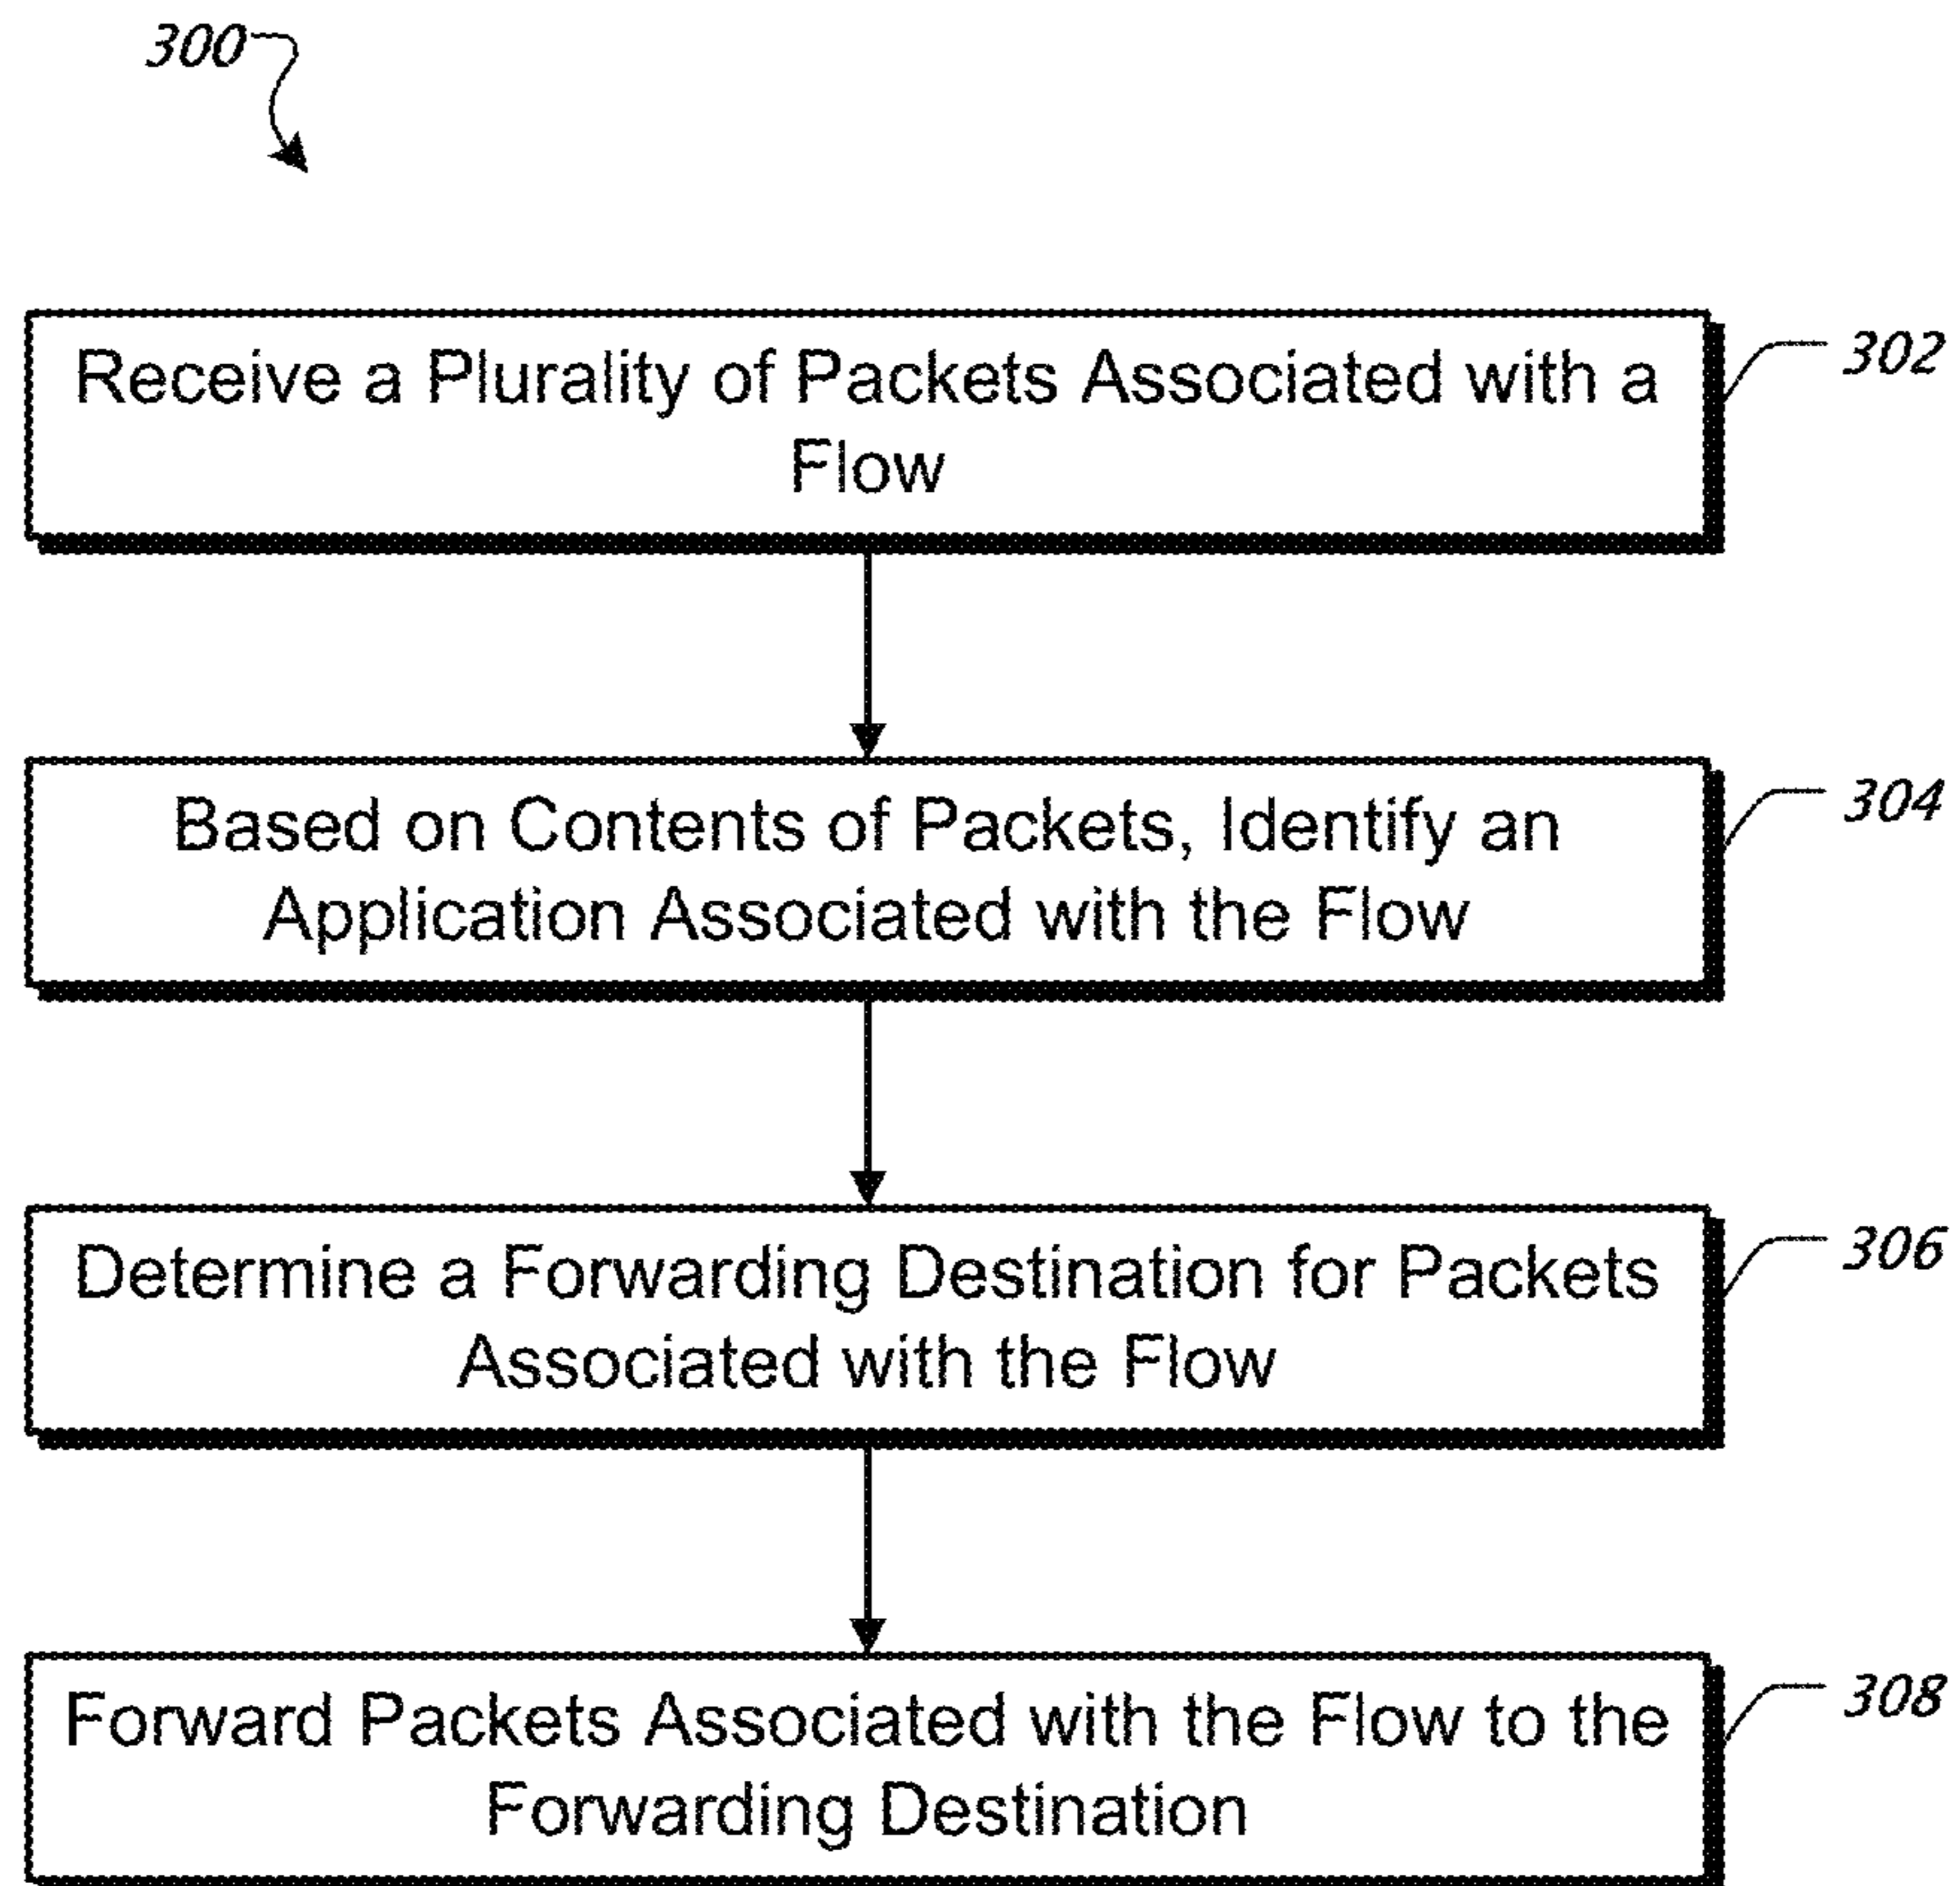 300
Receive a Plurality of Packets Associated with a
Flow
302
Based on Contents of Packets, Identify an
Application Associated with the Flow
304
Determine a Forwarding Destination for Packets
Associated with the Flow
306
Forward Packets Associated with the Flow to the
Forwarding Destination
308